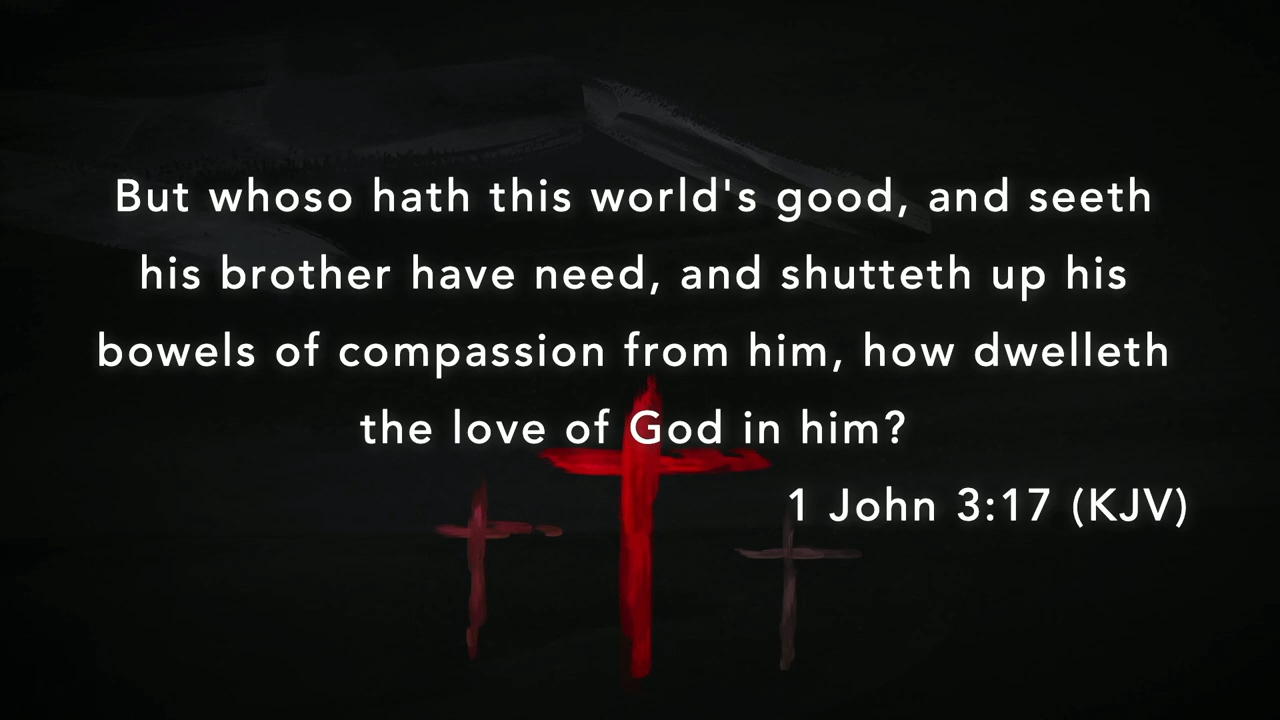 But whoso hath this world's good, and seeth
his brother have need, and shutteth up his
bowels of compassion from him, how dwelleth
the love of God in him?
1 John 3:17 (KJV)